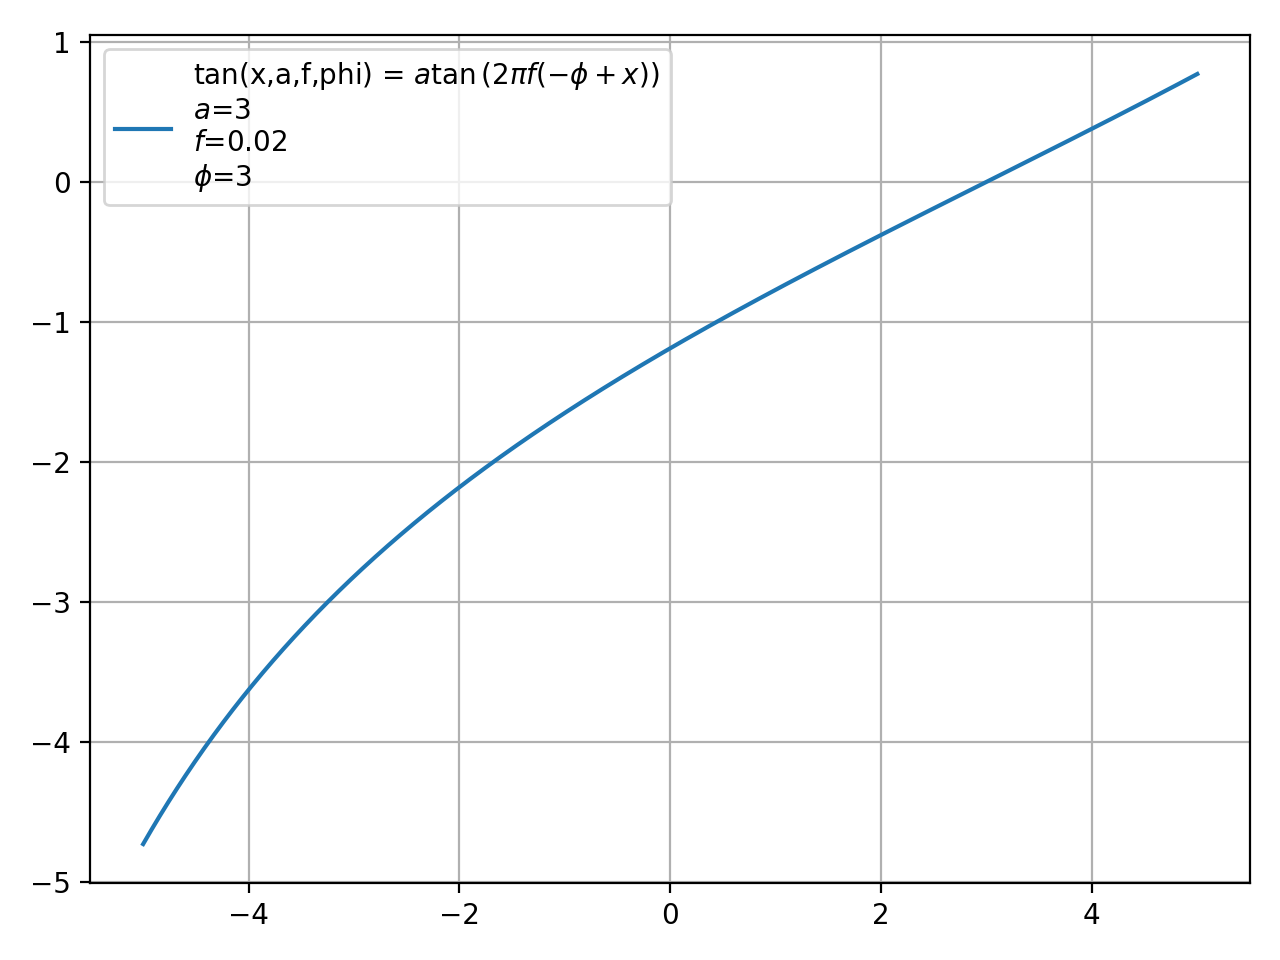 tan(x,a,f,phi) = a tan (2πf(−ϕ + x))
a=3
f=0.02
ϕ=3
1
0
−1
−2
−3
−4
−5
−4 −2 0 2 4